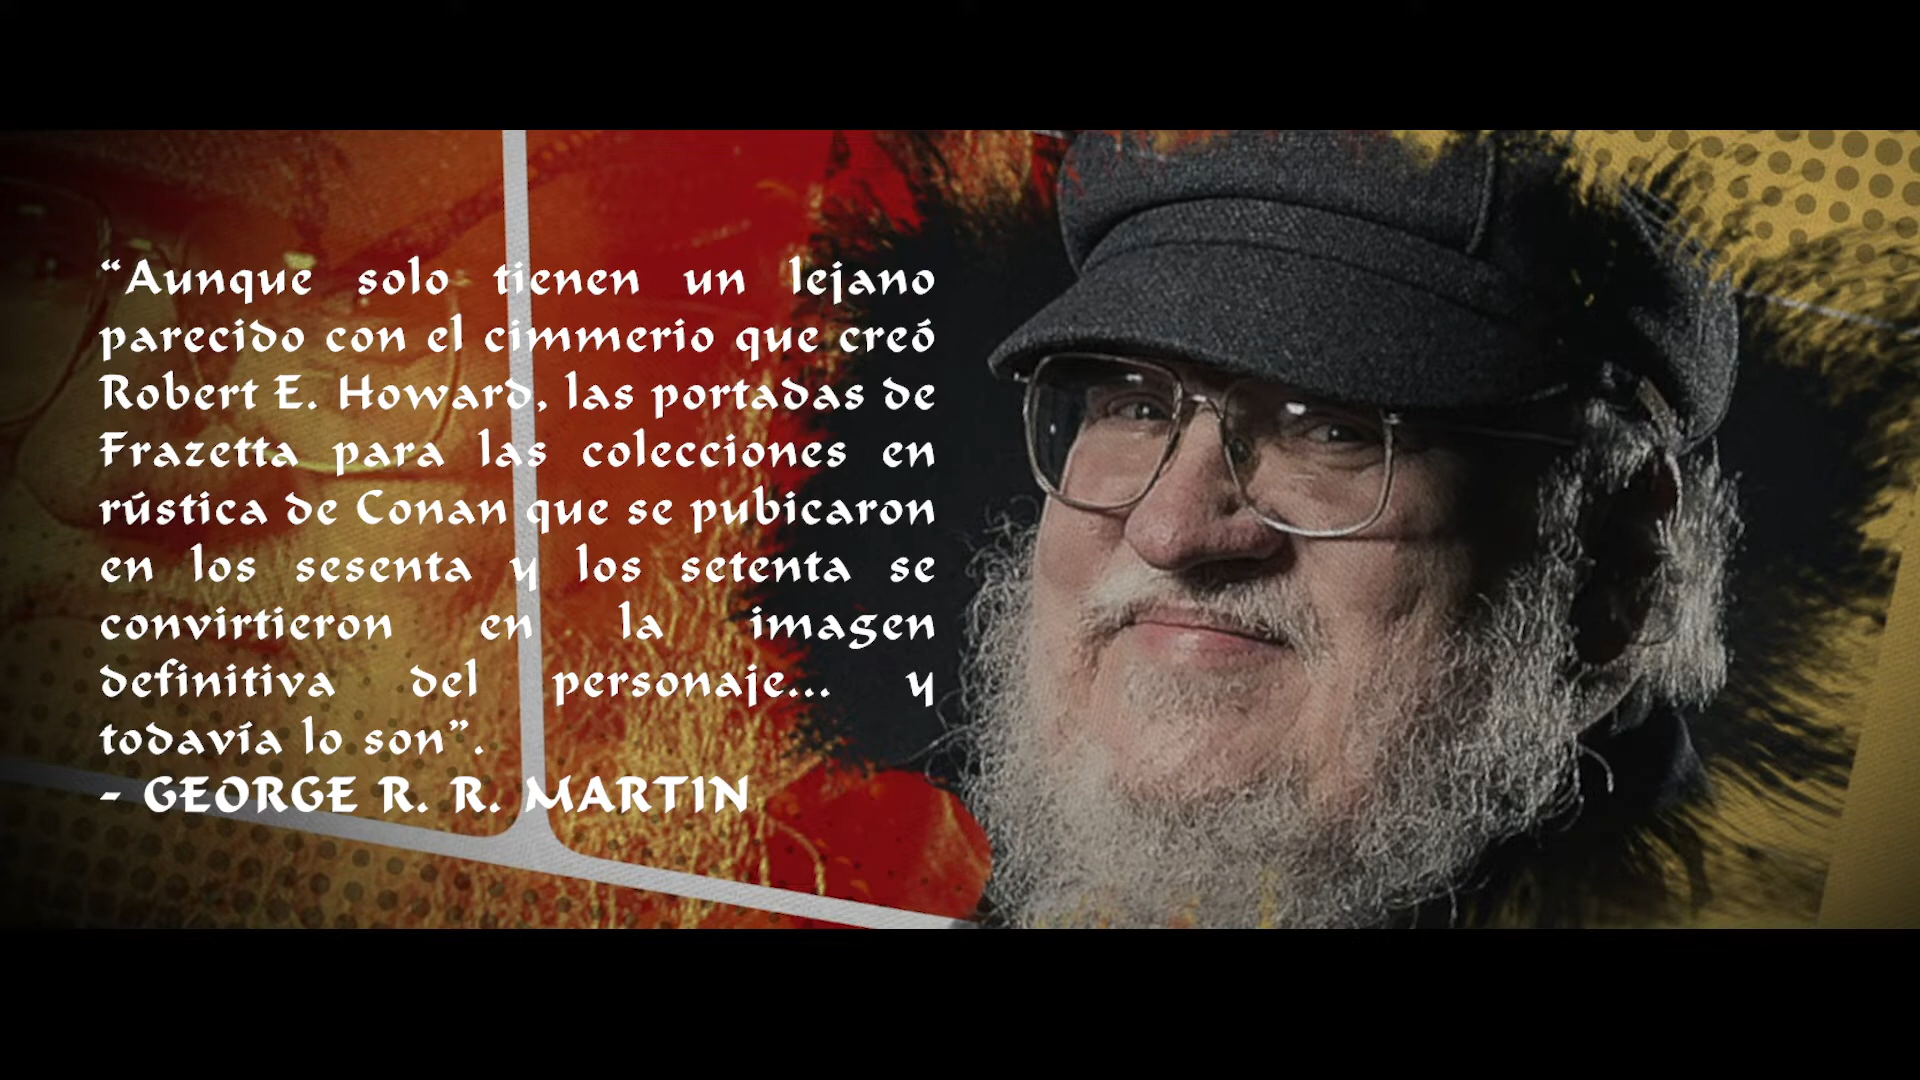 “Aunque solo tienen un lejano
parecido con el cimmerio que creó
Robert E. Howard, las portadas de
Frazetta para las colecciones en
rústica de Conan que se pubicaron
en los sesenta y los setenta se
convirtieron en la imagen
definitiva del personaje... y
todavía lo son”.
- GEORGE R. R. MARTIN